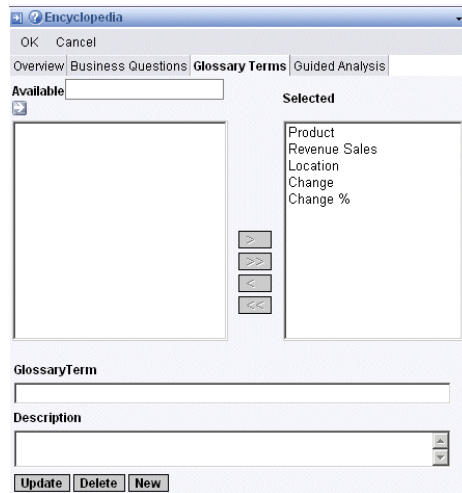 Encyclopedia
OK Cancel
Overview Business Questions Glossary Terms Guided Analysis
Available
Selected
Product
Revenue Sales
Location
Change
Change %
>
>>
<
<<
GlossaryTerm
Description
Update Delete New